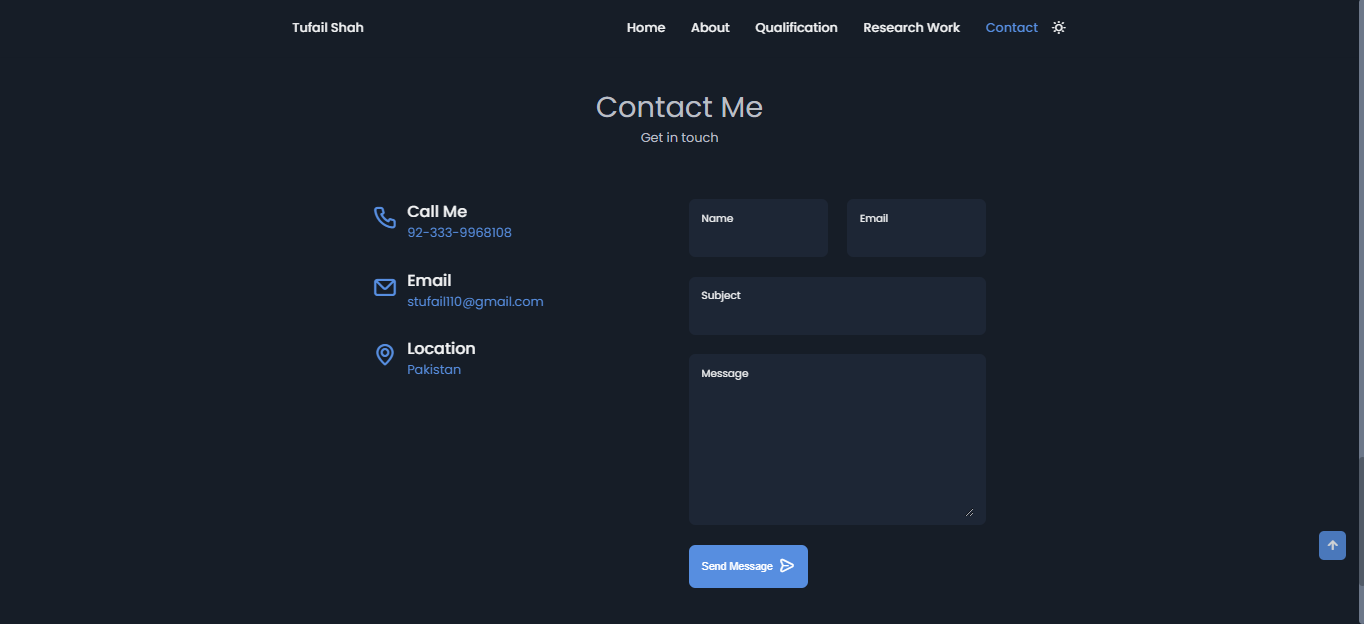 Tufail Shah
Home About Qualification Research Work Contact
Contact Me
Get in touch
Call Me
92-333-9968108
Email
stufail110@gmail.com
Location
Pakistan
Name
Email
Subject
Message
Send Message